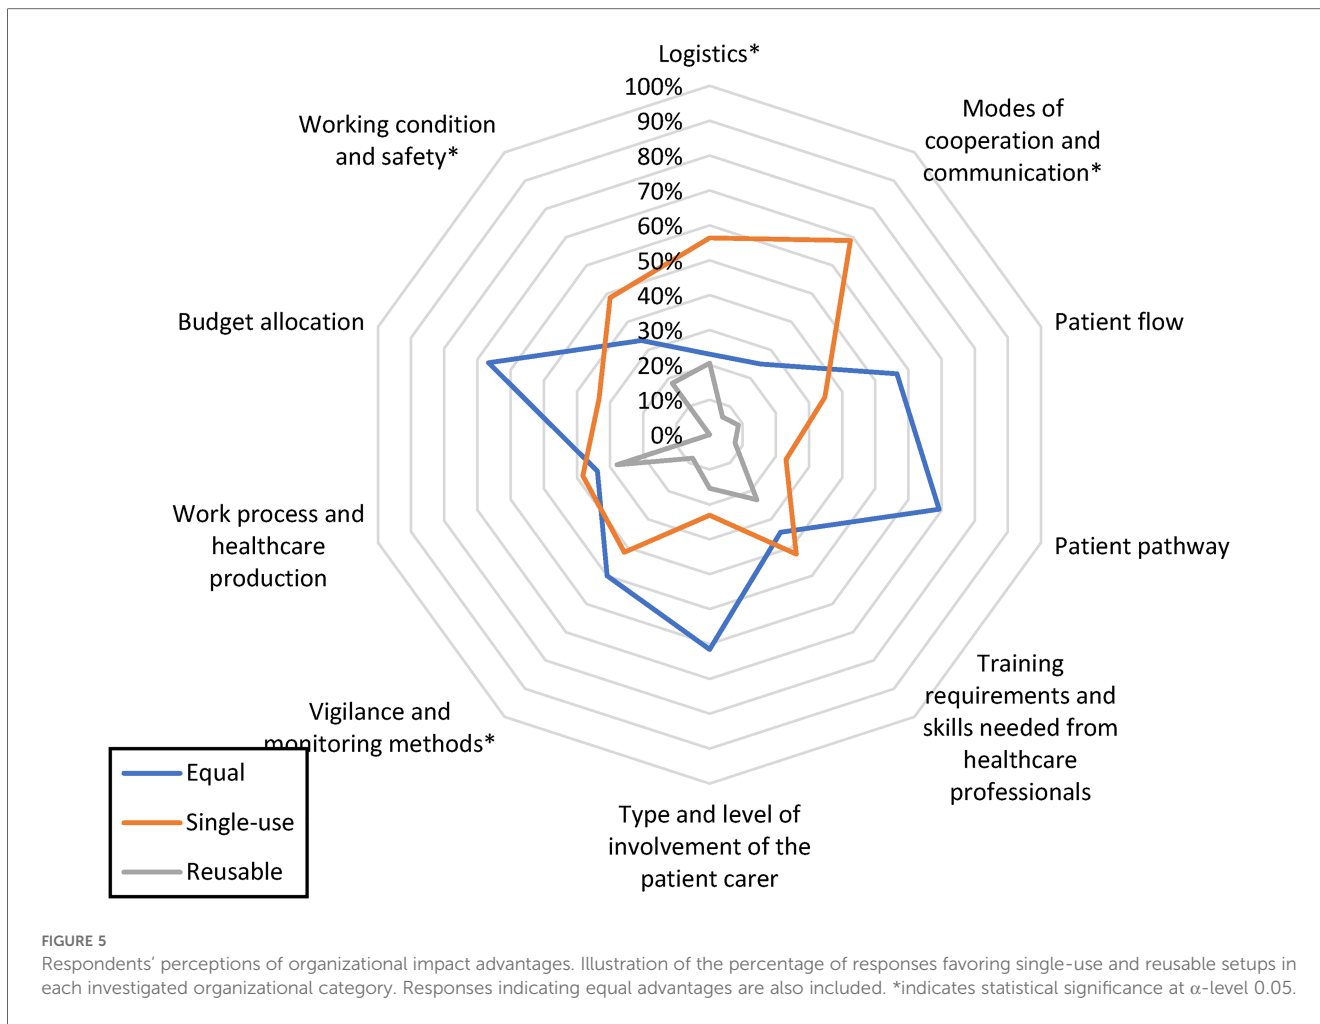 Logistics*
100%
90%
80%
70%
60%
50%
40%
30%
20%
10%
0%
Modes of
cooperation and
communication*
Patient flow
Patient pathway
Training
requirements and
skills needed from
healthcare
professionals
Type and level of
involvement of the
patient carer
Vigilance and
monitoring methods*
Work process and
healthcare
production
Budget allocation
Working condition
and safety*
Equal
Single-use
Reusable
FIGURE 5
Respondents’ perceptions of organizational impact advantages. Illustration of the percentage of responses favoring single-use and reusable setups in
each investigated organizational category. Responses indicating equal advantages are also included. *indicates statistical significance at α-level 0.05.